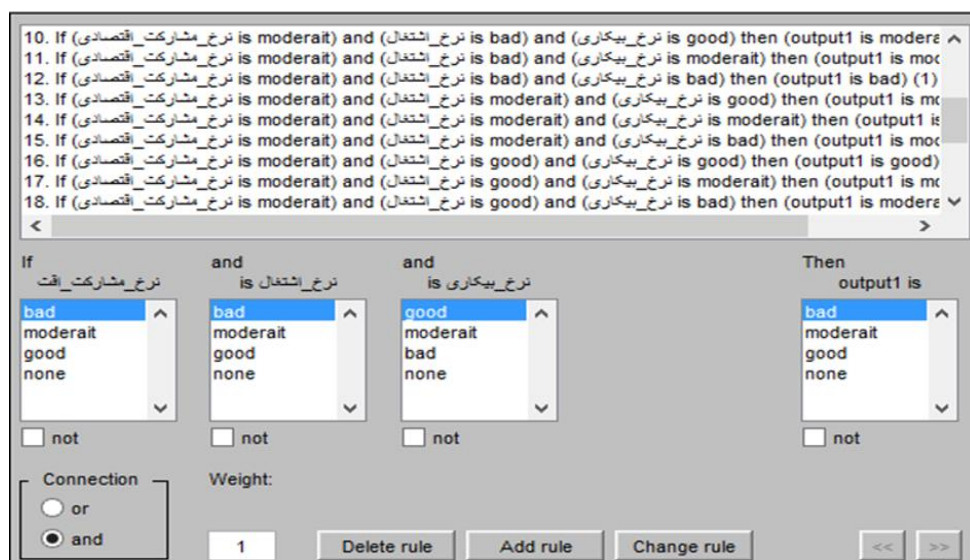 10. If (نرخ_مشارکت_اقتصادی is moderait) and (نرخ_اشتغال is bad) and (نرخ_بیکاری is good) then (output1 is modera
11. If (نرخ_مشارکت_اقتصادی is moderait) and (نرخ_اشتغال is bad) and (نرخ_بیکاری is moderait) then (output1 is mod
12. If (نرخ_مشارکت_اقتصادی is moderait) and (نرخ_اشتغال is bad) and (نرخ_بیکاری is bad) then (output1 is bad) (1)
13. If (نرخ_مشارکت_اقتصادی is moderait) and (نرخ_اشتغال is moderait) and (نرخ_بیکاری is good) then (output1 is mo
14. If (نرخ_مشارکت_اقتصادی is moderait) and (نرخ_اشتغال is moderait) and (نرخ_بیکاری is moderait) then (output1 is
15. If (نرخ_مشارکت_اقتصادی is moderait) and (نرخ_اشتغال is moderait) and (نرخ_بیکاری is bad) then (output1 is mod
16. If (نرخ_مشارکت_اقتصادی is moderait) and (نرخ_اشتغال is good) and (نرخ_بیکاری is good) then (output1 is good)
17. If (نرخ_مشارکت_اقتصادی is moderait) and (نرخ_اشتغال is good) and (نرخ_بیکاری is moderait) then (output1 is mo
18. If (نرخ_مشارکت_اقتصادی is moderait) and (نرخ_اشتغال is good) and (نرخ_بیکاری is bad) then (output1 is modera
If and and Then
نرخ_مشارکت_اقت نرخ_اشتغال is نرخ_بیکاری is output1 is
bad bad good bad
moderait moderait moderait moderait
good good bad good
none none none none
not not not not
Connection Weight:
or
and 1 Delete rule Add rule Change rule << >>